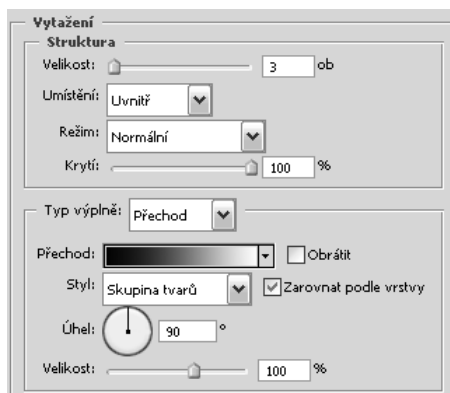 Vytažení
Struktura
Velikost: 3 ob
Umístění: Uvnitř
Režim: Normální
Krytí: 100 %
Typ výplně: Přechod
Přechod: Obrátit
Styl: Skupina tvarů Zarovnat podle vrstvy
Úhel: 90 °
Velikost: 100 %